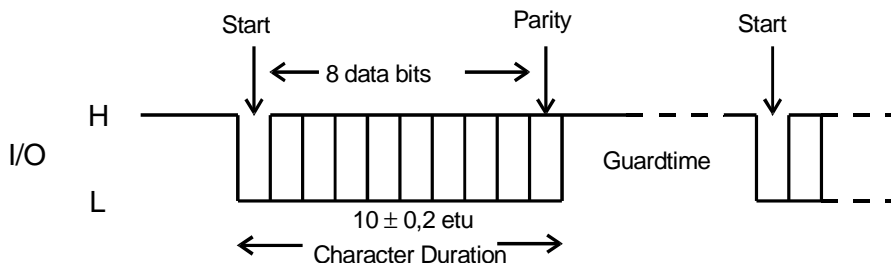 Start
Parity
Start
8 data bits
H
I/O
Guardtime
L
10 ± 0,2 etu
Character Duration